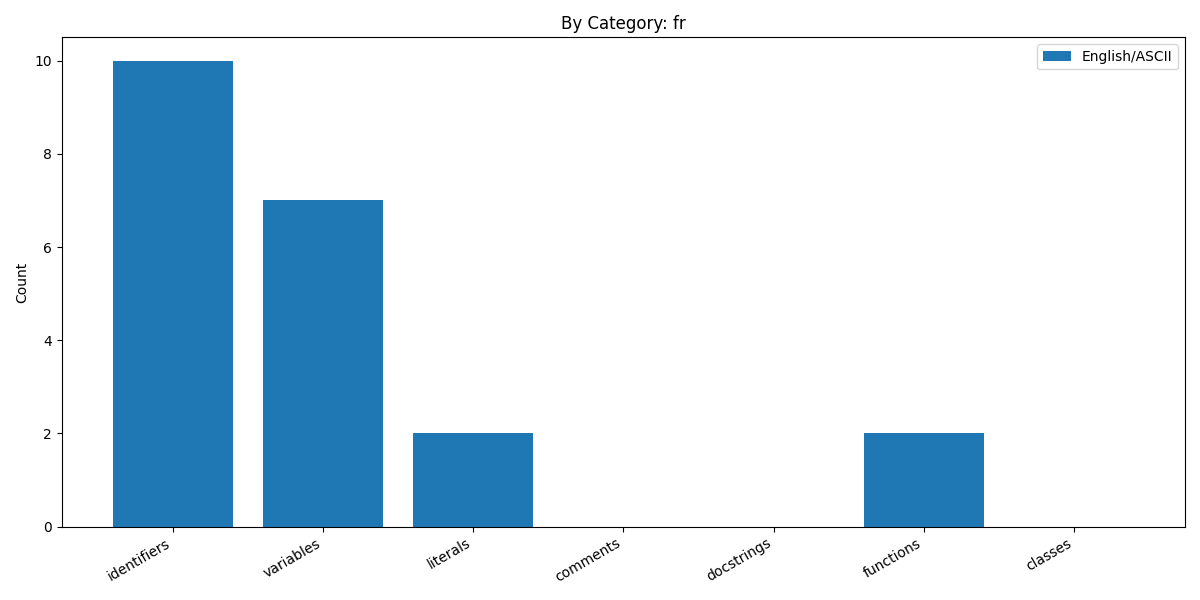 By Category: fr
English/ASCII
Count
10
8
6
4
2
0
identifiers
variables
literals
comments
docstrings
functions
classes